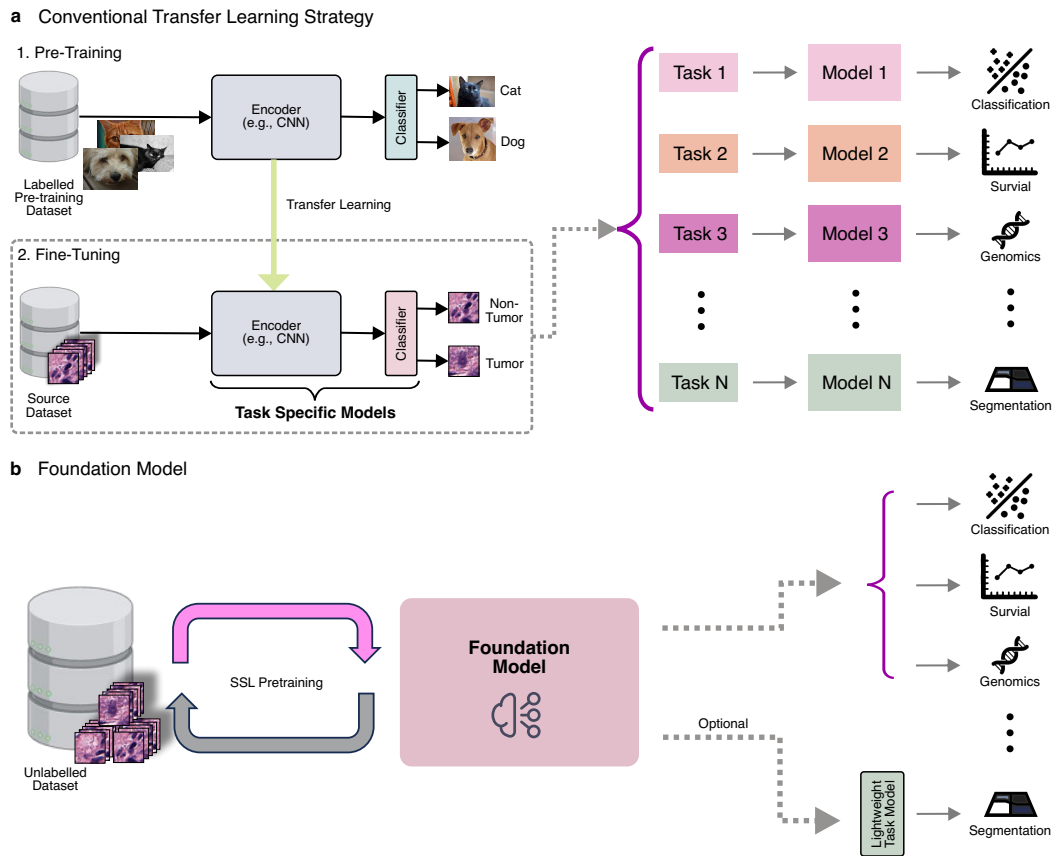 a Conventional Transfer Learning Strategy
1. Pre-Training
Labelled
Pre-training
Dataset
Encoder
(e.g., CNN)
Classifier
Cat
Dog
Transfer Learning
2. Fine-Tuning
Source
Dataset
Encoder
(e.g., CNN)
Classifier
Non-
Tumor
Tumor
Task Specific Models
Task 1
Model 1
Classification
Task 2
Model 2
Survial
Task 3
Model 3
Genomics
Task N
Model N
Segmentation
b Foundation Model
Unlabelled
Dataset
SSL Pretraining
Foundation
Model
Classification
Survial
Genomics
Optional
Lightweight
Task Model
Segmentation